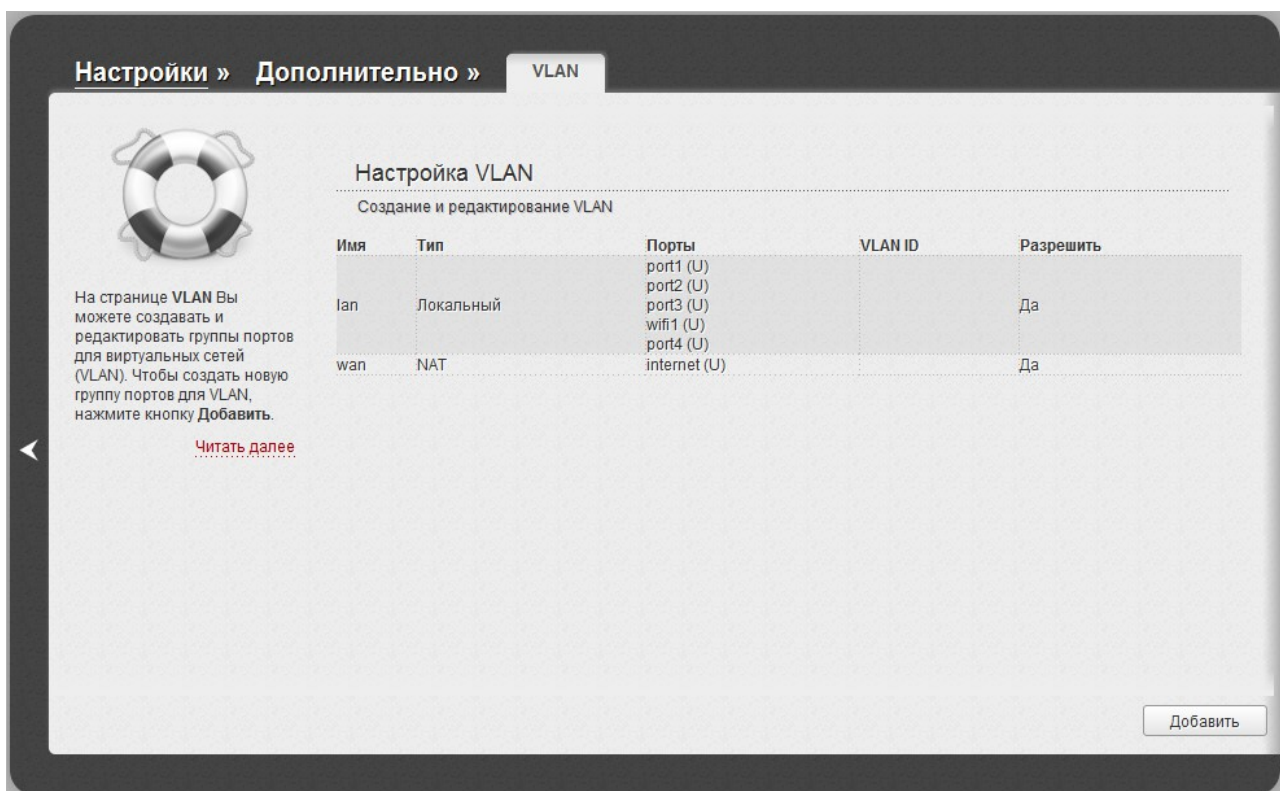 Настройки » Дополнительно » VLAN
На странице VLAN Вы
можете создавать и
редактировать группы портов
для виртуальных сетей
(VLAN). Чтобы создать новую
группу портов для VLAN,
нажмите кнопку Добавить.
Читать далее
Настройка VLAN
Создание и редактирование VLAN
Имя Тип Порты VLAN ID Разрешить
port1 (U)
port2 (U)
lan Локальный port3 (U) Да
wifi1 (U)
port4 (U)
wan NAT internet (U) Да
Добавить